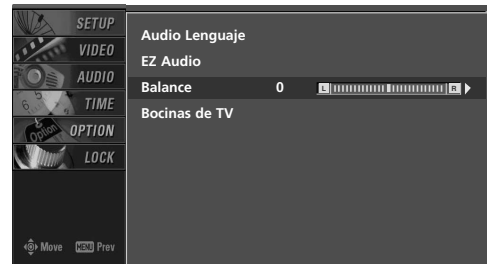 SETUP
VIDEO
AUDIO
TIME
OPTION
LOCK
Move MENU Prev
Audio Lenguaje
EZ Audio
Balance 0 L R
Bocinas de TV